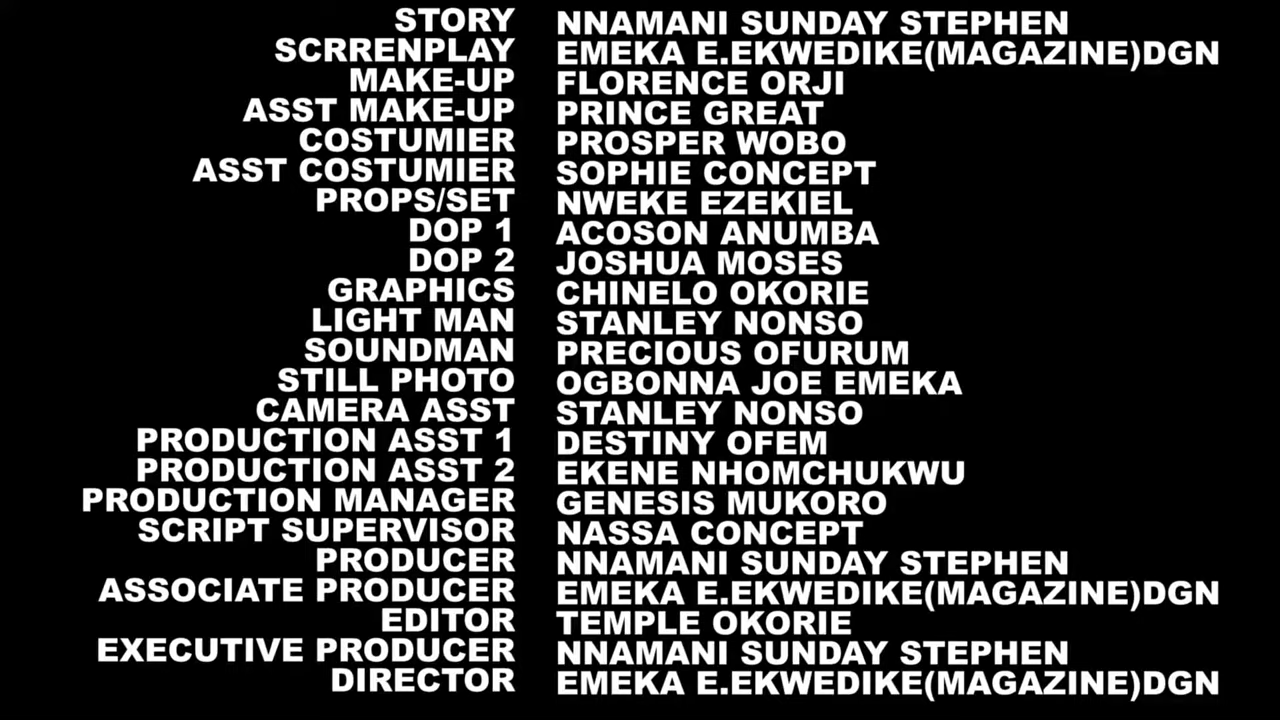 STORY NNAMANI SUNDAY STEPHEN
SCRRENPLAY EMEKA E.EKWEDIKE(MAGAZINE)DGN
MAKE-UP FLORENCE ORJI
ASST MAKE-UP PRINCE GREAT
COSTUMIER PROSPER WOBO
ASST COSTUMIER SOPHIE CONCEPT
PROPS/SET NWEKE EZEKIEL
DOP 1 ACOSON ANUMBA
DOP 2 JOSHUA MOSES
GRAPHICS CHINELO OKORIE
LIGHT MAN STANLEY NONSO
SOUNDMAN PRECIOUS OFURUM
STILL PHOTO OGBONNA JOE EMEKA
CAMERA ASST STANLEY NONSO
PRODUCTION ASST 1 DESTINY OFEM
PRODUCTION ASST 2 EKENE NHOMCHUKWU
PRODUCTION MANAGER GENESIS MUKORO
SCRIPT SUPERVISOR NASSA CONCEPT
PRODUCER NNAMANI SUNDAY STEPHEN
ASSOCIATE PRODUCER EMEKA E.EKWEDIKE(MAGAZINE)DGN
EDITOR TEMPLE OKORIE
EXECUTIVE PRODUCER NNAMANI SUNDAY STEPHEN
DIRECTOR EMEKA E.EKWEDIKE(MAGAZINE)DGN